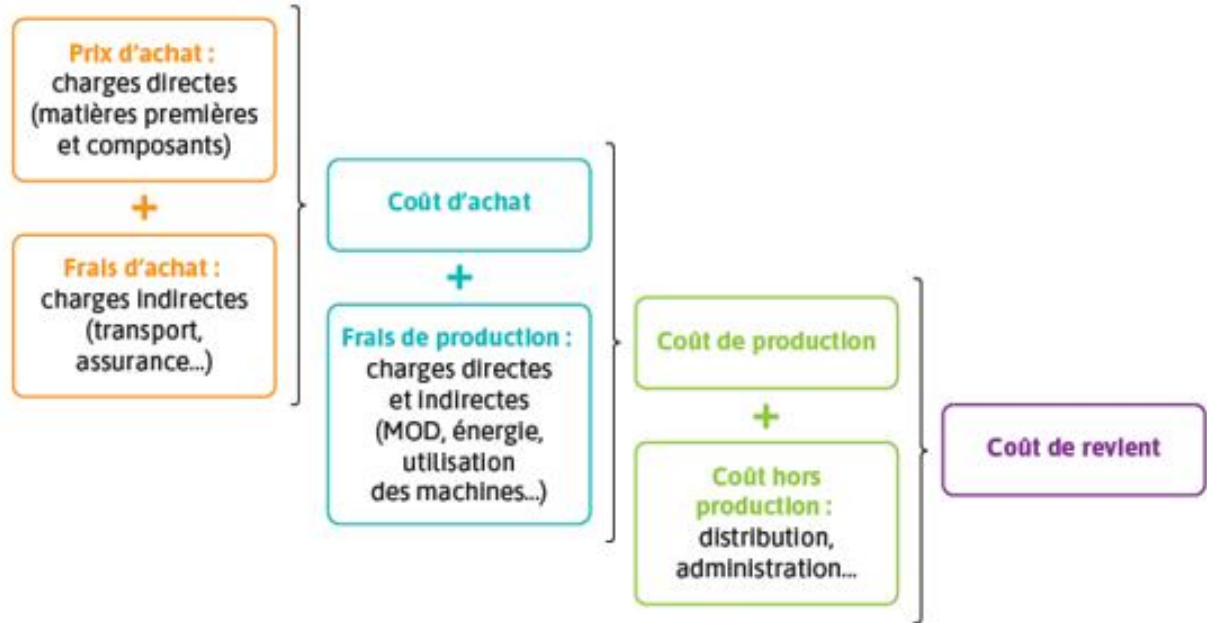 Prix d'achat :
charges directes
(matières premières
et composants)
+
Frais d'achat :
charges indirectes
(transport,
assurance...)
Coût d'achat
+
Frais de production :
charges directes
et indirectes
(MOD, énergie,
utilisation
des machines...)
Coût de production
+
Coût hors
production :
distribution,
administration...
Coût de revient